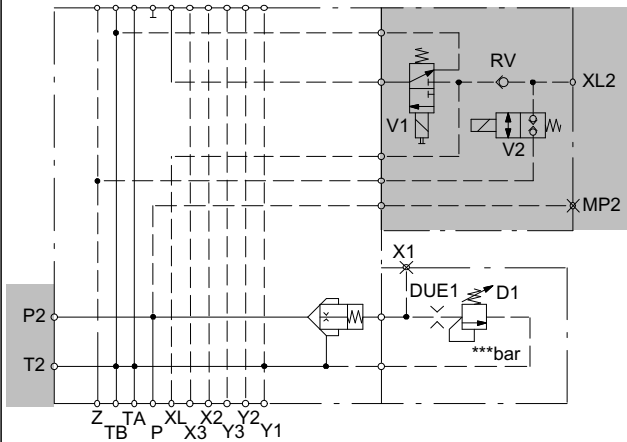 RV
XL2
V1
V2
MP2
X1
DUE1
D1
P2
***bar
T2
Z
TB
TA
P
XL
X3
X2
Y3
Y2
Y1